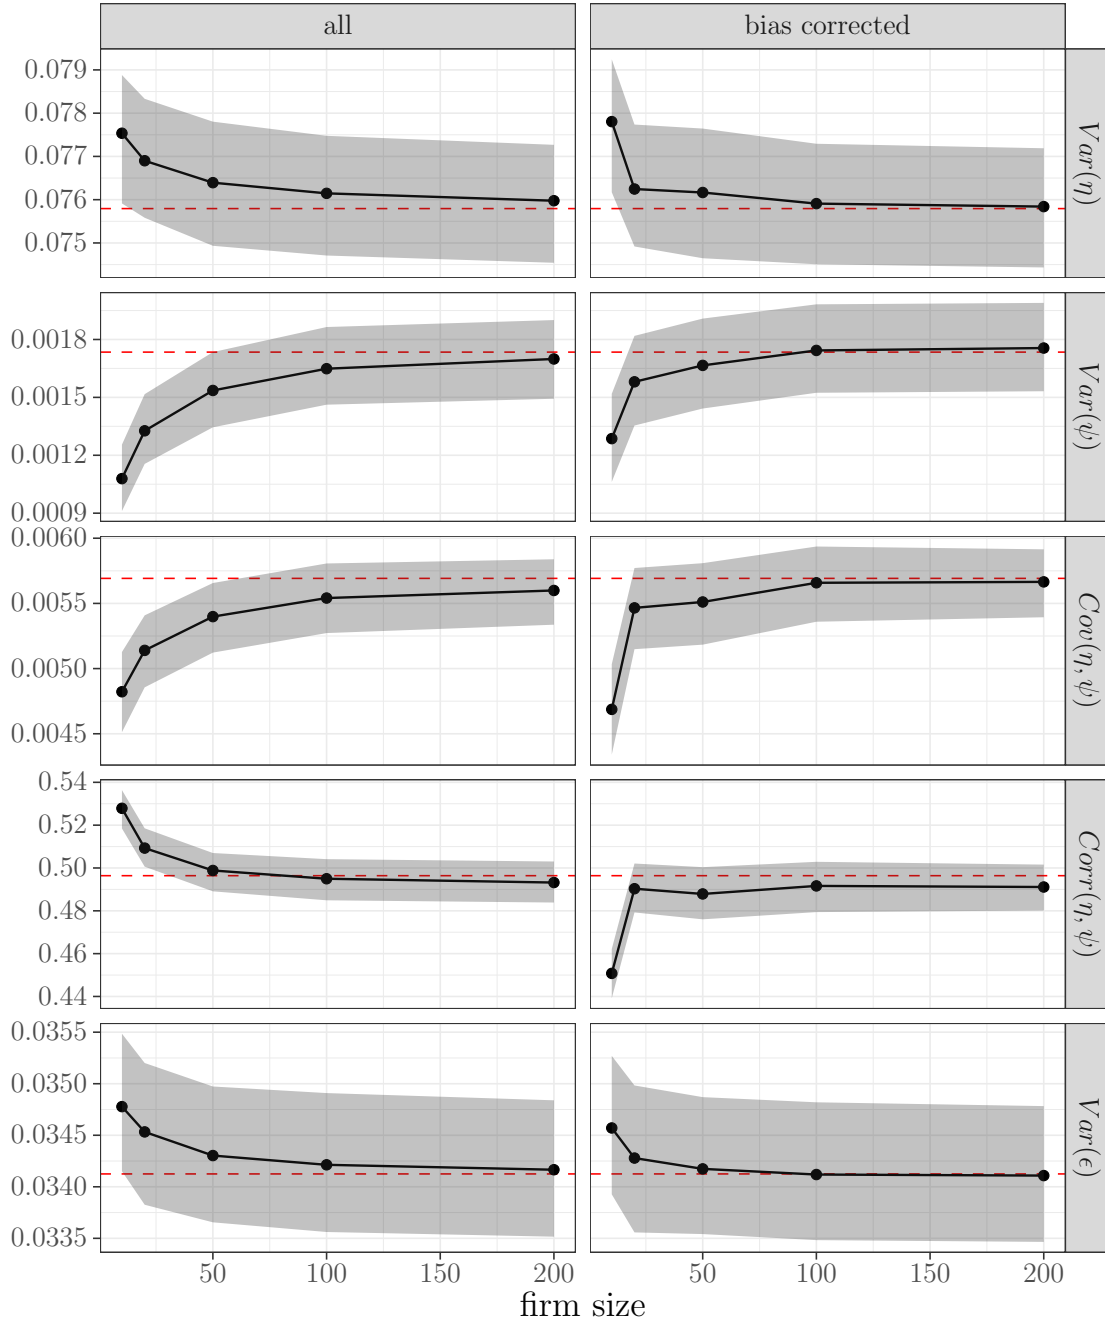 all
bias corrected
0.079
0.078
0.077
0.076
0.075
Var(η)
0.0018
0.0015
0.0012
0.0009
Var(ψ)
0.0060
0.0055
0.0050
0.0045
Cov(η, ψ)
0.54
0.52
0.50
0.48
0.46
0.44
Corr(η, ψ)
0.0355
0.0350
0.0345
0.0340
0.0335
Var(ϵ)
50 100 150 200 50 100 150 200
firm size